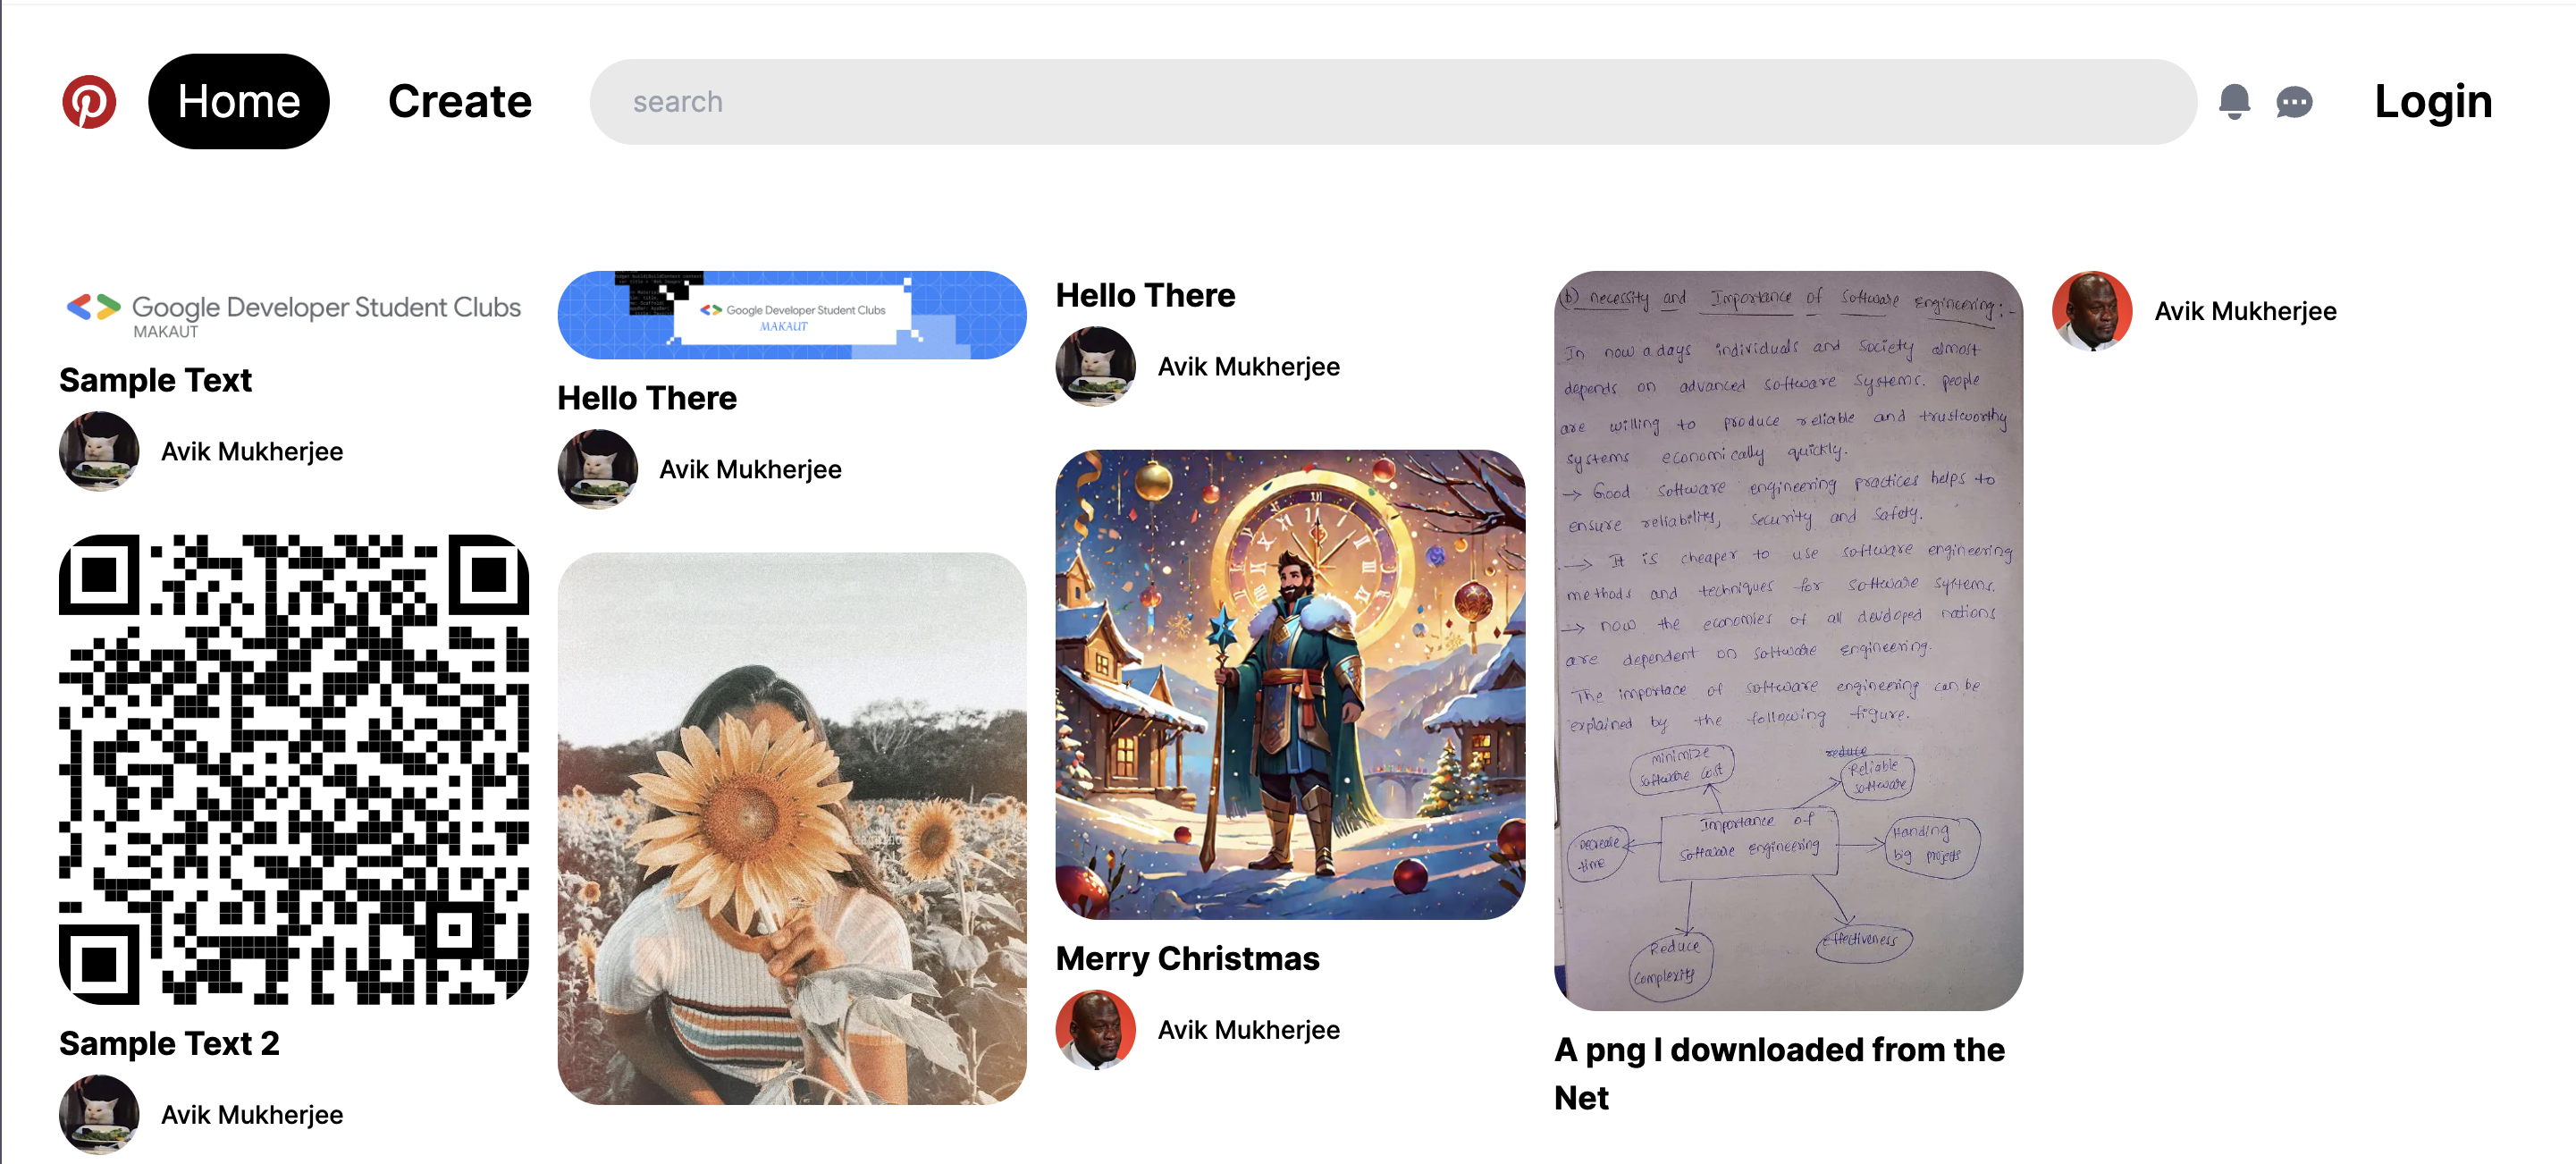 Home
Create
search
Login
Google Developer Student Clubs
MAKAUT
Sample Text
Avik Mukherjee
Sample Text 2
Avik Mukherjee
Google Developer Student Clubs
MAKAUT
Hello There
Avik Mukherjee
Hello There
Avik Mukherjee
Merry Christmas
Avik Mukherjee
(b) necessity and Importance of Software Engineering:-
In now a days individuals and society almost
depends on advanced software systems. people
are willing to produce reliable and trustworthy
systems economically quickly.
→ Good software engineering practices helps to
ensure reliability, security and safety.
→ It is cheaper to use software engineering
methods and techniques for software systems.
→ now the economies of all developed nations
are dependent on software engineering.
The importace of software engineering can be
explained by the following figure.
minimize
software cost
reduce
Reliable
software
Importance of
Software engineering
Decrease
time
Handing
big projects
Reduce
Complexity
Effectiveness
A png I downloaded from the
Net
Avik Mukherjee